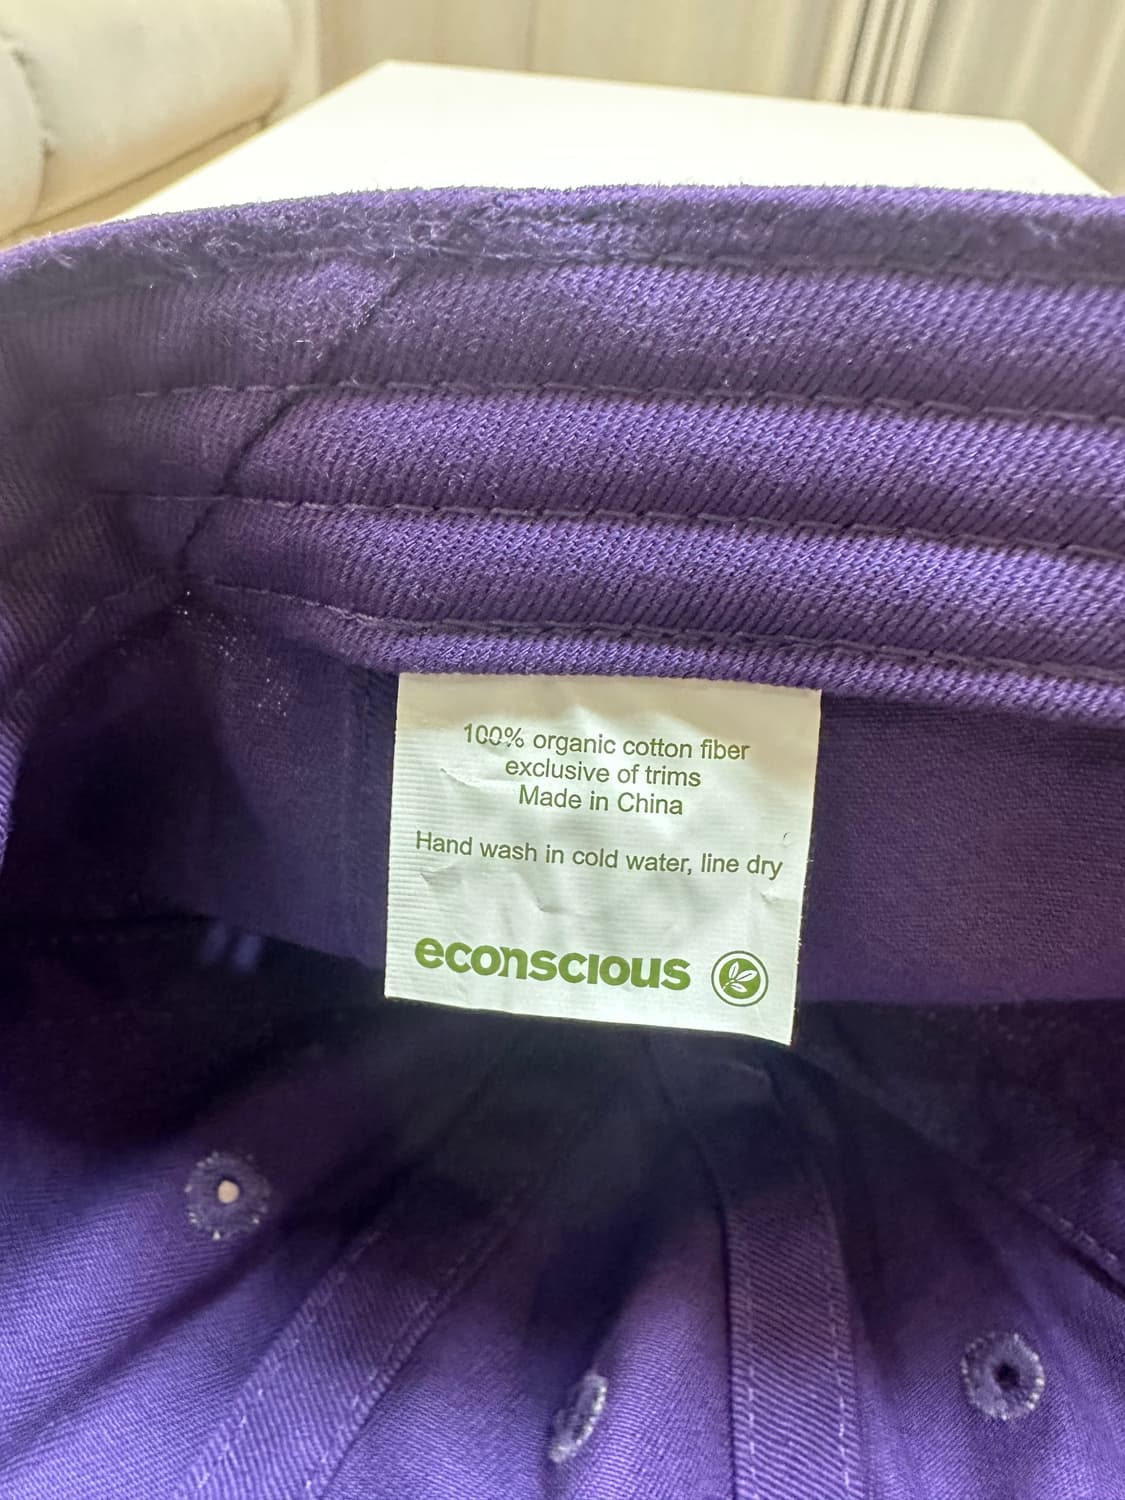 100% organic cotton fiber
exclusive of trims
Made in China
Hand wash in cold water, line dry
econscious